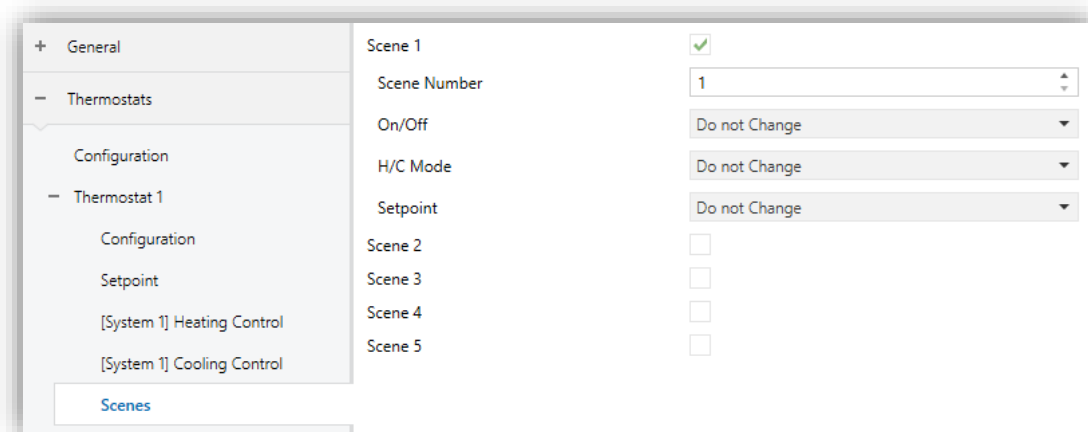 + General
− Thermostats
Configuration
− Thermostat 1
Configuration
Setpoint
[System 1] Heating Control
[System 1] Cooling Control
Scenes
Scene 1
Scene Number 1
On/Off Do not Change
H/C Mode Do not Change
Setpoint Do not Change
Scene 2
Scene 3
Scene 4
Scene 5